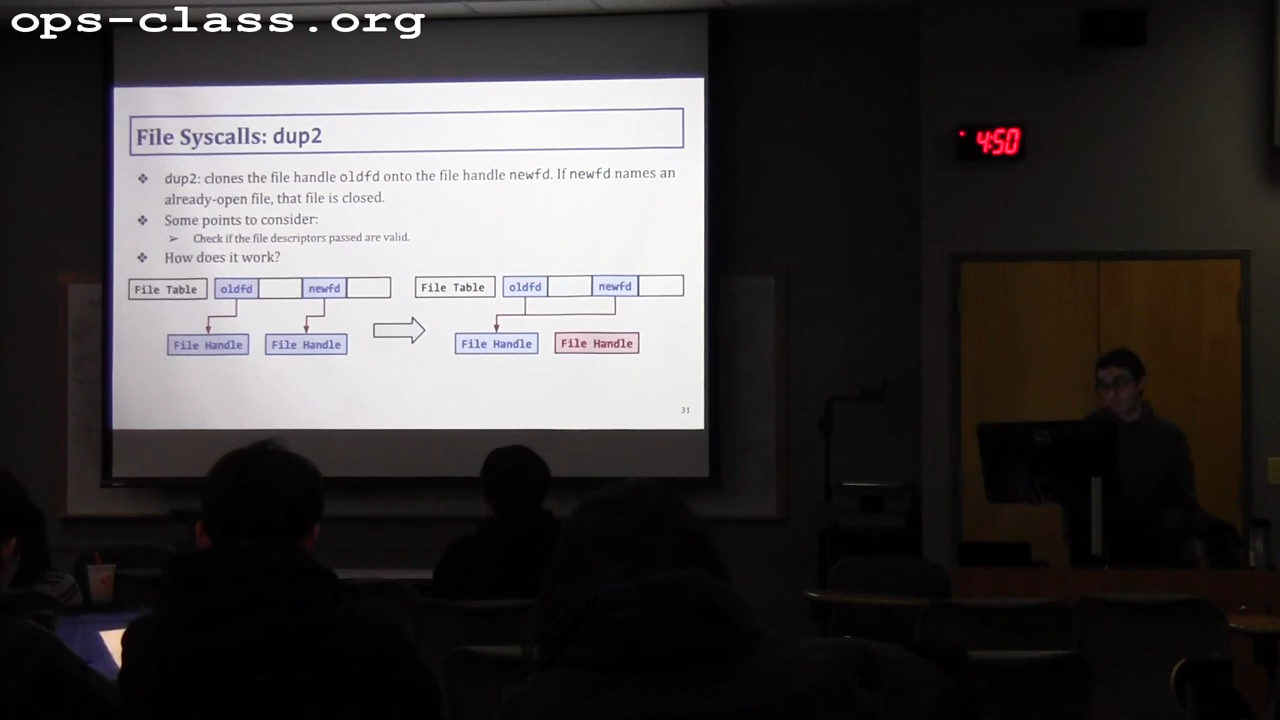 ops-class.org
File Syscalls: dup2
❖ dup2: clones the file handle oldfd onto the file handle newfd. If newfd names an
already-open file, that file is closed.
❖ Some points to consider:
➢ Check if the file descriptors passed are valid.
❖ How does it work?
File Table oldfd newfd File Table oldfd newfd
File Handle File Handle File Handle File Handle
31
4:50